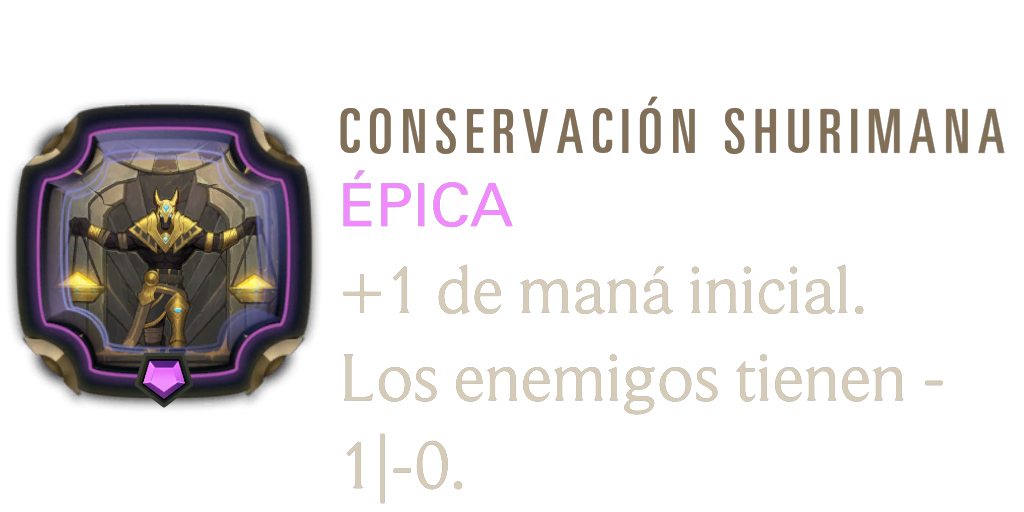 CONSERVACIÓN SHURIMANA
ÉPICA
+1 de maná inicial.
Los enemigos tienen -
1|-0.